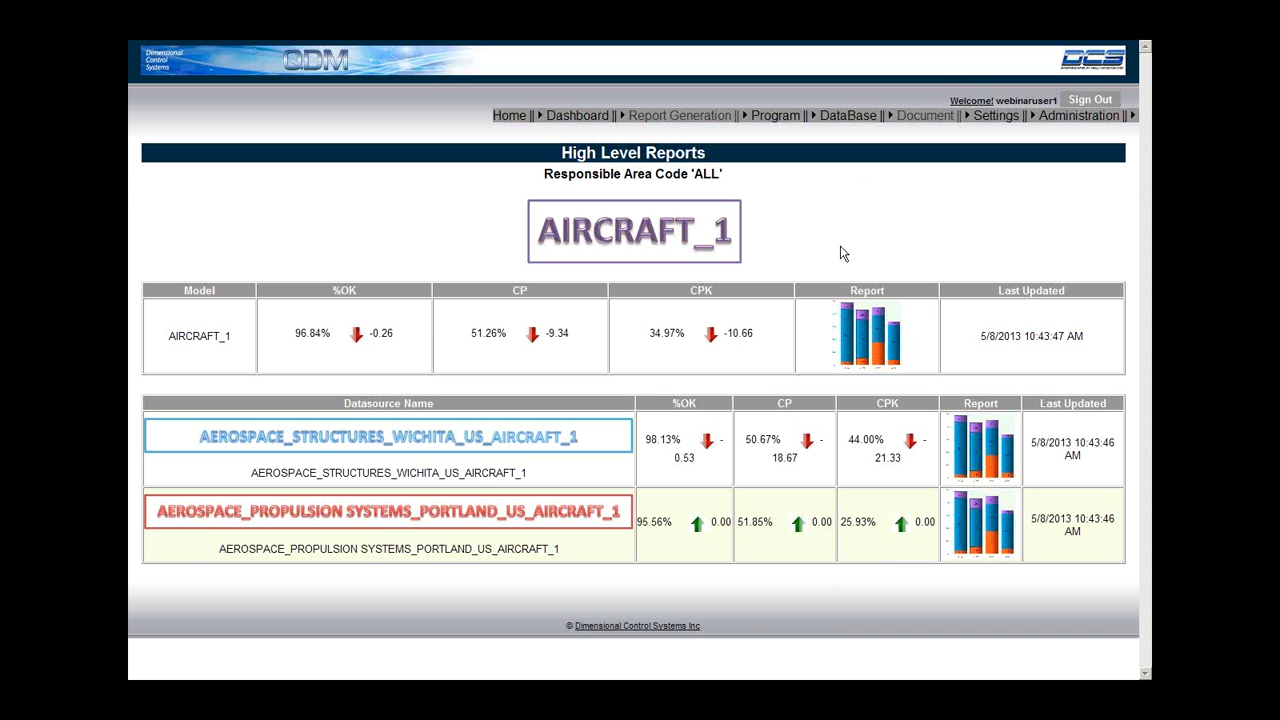 Dimensional
Control
Systems
QDM
DCS
Welcome! webinaruser1 Sign Out
Home || Dashboard || Report Generation || Program || DataBase || Document || Settings || Administration ||
High Level Reports
Responsible Area Code 'ALL'
AIRCRAFT_1
Model %OK CP CPK Report Last Updated
AIRCRAFT_1 96.84% -0.26 51.26% -9.34 34.97% -10.66 5/8/2013 10:43:47 AM
Datasource Name %OK CP CPK Report Last Updated
AEROSPACE_STRUCTURES_WICHITA_US_AIRCRAFT_1
98.13% - 50.67% - 44.00% - 5/8/2013 10:43:46
0.53 18.67 21.33 AM
AEROSPACE_STRUCTURES_WICHITA_US_AIRCRAFT_1
AEROSPACE_PROPULSION SYSTEMS_PORTLAND_US_AIRCRAFT_1
95.56% 0.00 51.85% 0.00 25.93% 0.00 5/8/2013 10:43:46
AM
AEROSPACE_PROPULSION SYSTEMS_PORTLAND_US_AIRCRAFT_1
© Dimensional Control Systems Inc